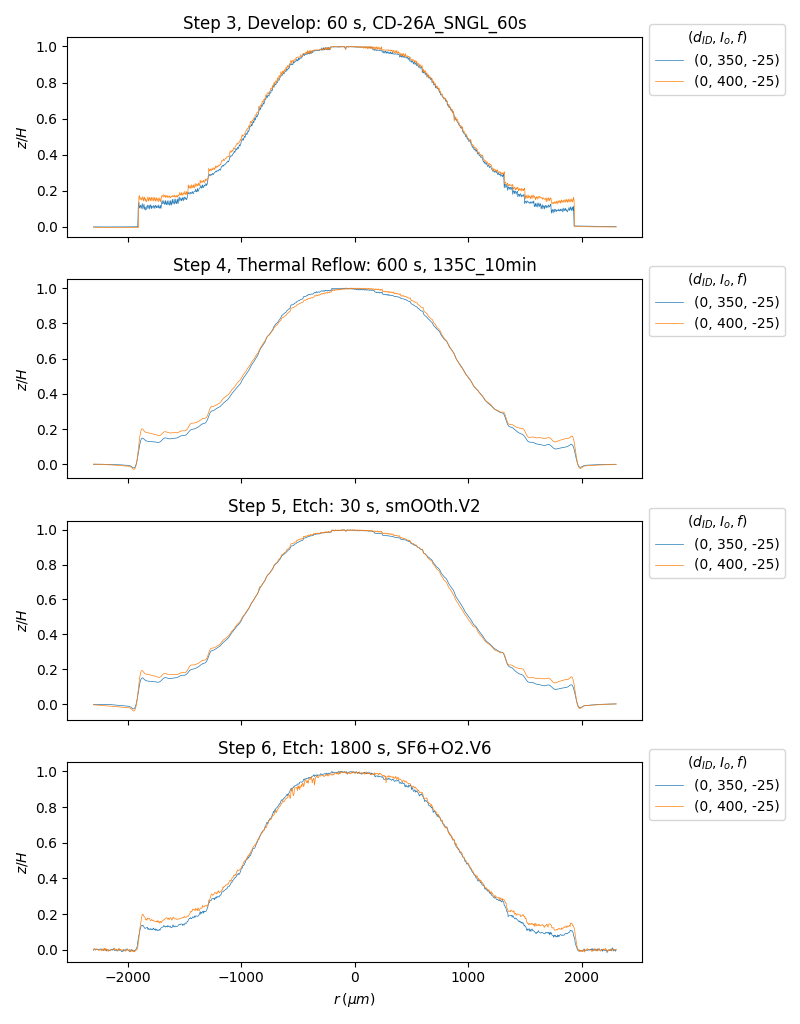 Step 3, Develop: 60 s, CD-26A_SNGL_60s
(d_ID, I_o, f)
(0, 350, -25)
(0, 400, -25)
1.0
0.8
0.6
0.4
0.2
0.0
z/H
Step 4, Thermal Reflow: 600 s, 135C_10min
(d_ID, I_o, f)
(0, 350, -25)
(0, 400, -25)
1.0
0.8
0.6
0.4
0.2
0.0
z/H
Step 5, Etch: 30 s, smOOth.V2
(d_ID, I_o, f)
(0, 350, -25)
(0, 400, -25)
1.0
0.8
0.6
0.4
0.2
0.0
z/H
Step 6, Etch: 1800 s, SF6+O2.V6
(d_ID, I_o, f)
(0, 350, -25)
(0, 400, -25)
1.0
0.8
0.6
0.4
0.2
0.0
z/H
−2000 −1000 0 1000 2000
r (μm)